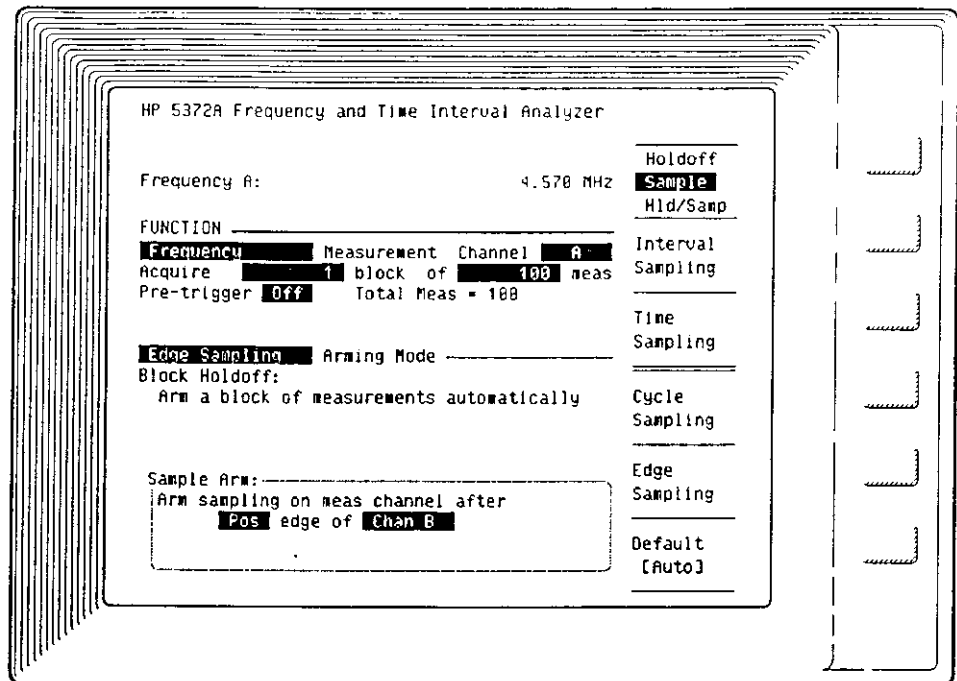 HP 5372A Frequency and Time Interval Analyzer
Frequency A: 4.570 MHz
FUNCTION
Frequency Measurement Channel A
Acquire 1 block of 100 meas
Pre-trigger Off Total Meas = 100
Edge Sampling Arming Mode
Block Holdoff:
Arm a block of measurements automatically
Sample Arm:
Arm sampling on meas channel after
Pos edge of Chan B
Holdoff
Sample
Hld/Samp
Interval
Sampling
Time
Sampling
Cycle
Sampling
Edge
Sampling
Default
[Auto]